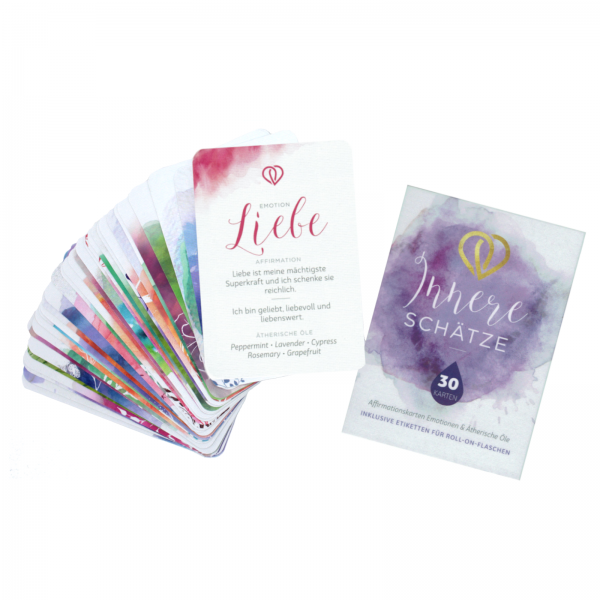 EMOTION
Liebe
AFFIRMATION
Liebe ist meine mächtigste
Superkraft und ich schenke sie
reichlich.
Ich bin geliebt, liebevoll und
liebenswert.
ÄTHERISCHE ÖLE
Peppermint • Lavender • Cypress
Rosemary • Grapefruit
Innere
SCHÄTZE
30
KARTEN
Affirmationskarten Emotionen & Ätherische Öle
INKLUSIVE ETIKETTEN FÜR ROLL-ON-FLASCHEN